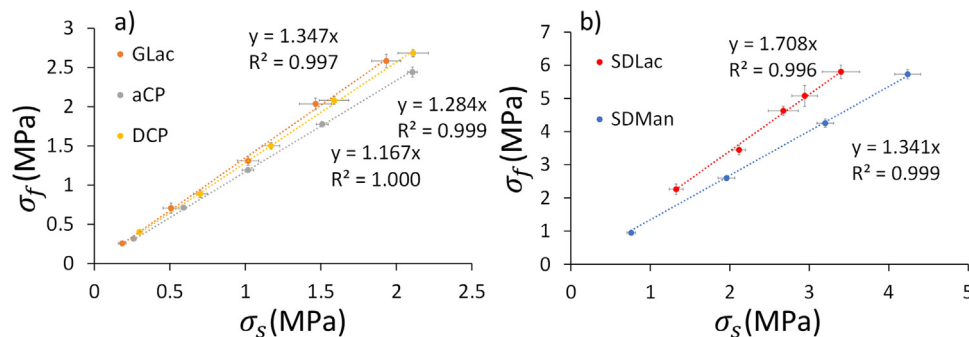 a)
GLac
aCP
DCP
y = 1.347x
R² = 0.997
y = 1.284x
R² = 0.999
y = 1.167x
R² = 1.000
σf (MPa)
3
2.5
2
1.5
1
0.5
0
0 0.5 1 1.5 2 2.5
σs (MPa)
b)
SDLac
SDMan
y = 1.708x
R² = 0.996
y = 1.341x
R² = 0.999
σf (MPa)
7
6
5
4
3
2
1
0
0 1 2 3 4 5
σs (MPa)